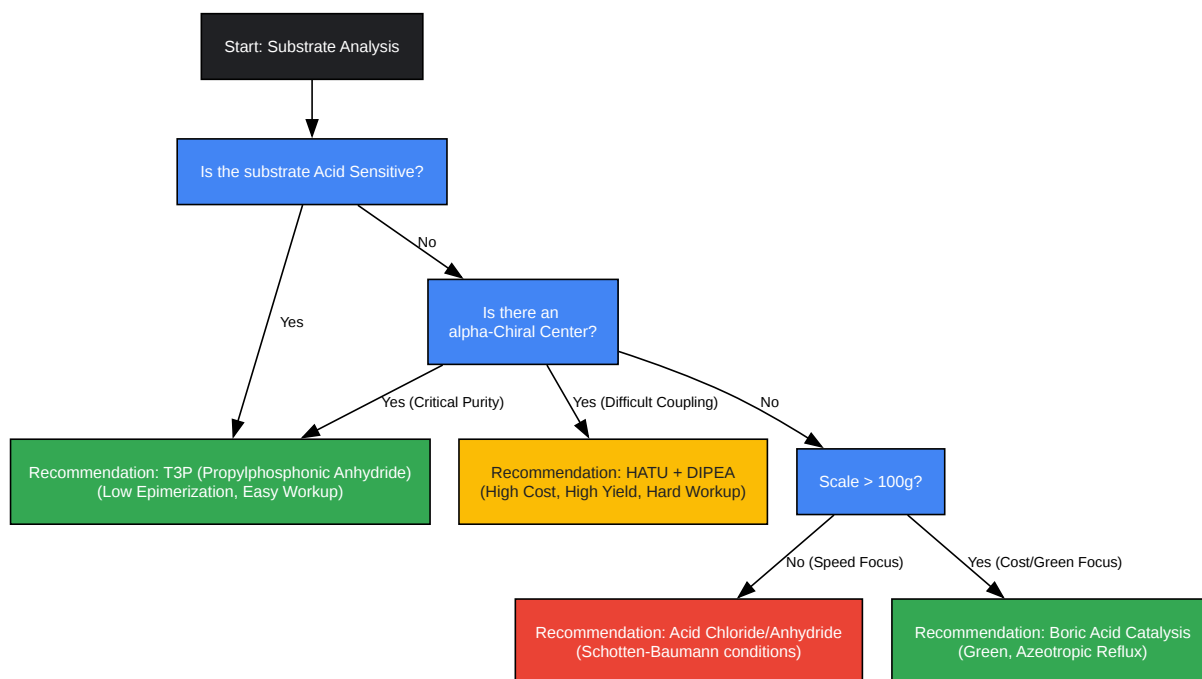 Start: Substrate Analysis
Is the substrate Acid Sensitive?
No
Is there an
alpha-Chiral Center?
Yes
Yes (Critical Purity)
Yes (Difficult Coupling)
No
Recommendation: T3P (Propylphosphonic Anhydride)
(Low Epimerization, Easy Workup)
Recommendation: HATU + DIPEA
(High Cost, High Yield, Hard Workup)
Scale > 100g?
No (Speed Focus)
Yes (Cost/Green Focus)
Recommendation: Acid Chloride/Anhydride
(Schotten-Baumann conditions)
Recommendation: Boric Acid Catalysis
(Green, Azeotropic Reflux)